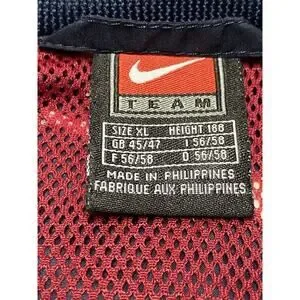 TEAM
SIZE XL HEIGHT 188
GB 45/47 I 56/58
F 56/58 D 56/58
MADE IN PHILIPPINES
FABRIQUE AUX PHILIPPINES